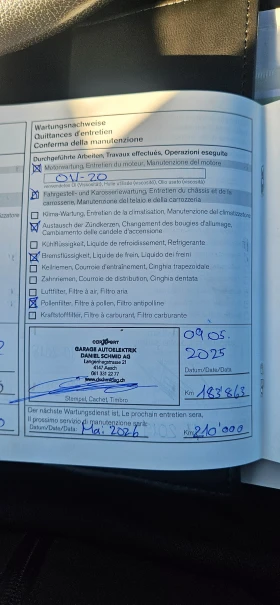 Wartungsnachweise
Quittances d'entretien
Conferma della manutenzione
Durchgeführte Arbeiten, Travaux effectués, Operazioni eseguite
Motorwartung, Entretien du moteur, Manutenzione del motore
0W-20
Fahrgestell- und Karosseriewartung, Entretien du châssis et de la
carrosserie, Manutenzione del telaio e della carrozzeria
Klima-Wartung, Entretien de la climatisation, Manutenzione del climatizzatore
Austausch der Zündkerzen, Changement des bougies d'allumage,
Cambiamento delle candele d'accensione
Kühlflüssigkeit, Liquide de refroidissement, Refrigerante
Bremsflüssigkeit, Liquide de frein, Liquido dei freni
Keilriemen, Courroie d'entraînement, Cinghia trapezoidale
Zahnriemen, Courroie de distribution, Cinghia dentata
Luftfilter, Filtre à air, Filtro aria
Pollenfilter, Filtre à pollen, Filtro antipolline
Kraftstofffilter, Filtre à carburant, Filtro carburante
GARAGE AUTOELEKTRIK
DANIEL SCHMID AG
4147 Aesch
061 331 22 77
Stempel, Cachet, Timbro
09.05.
2025
Datum/Date/Data:
Km 183'863
Der nächste Wartungsdienst ist, Le prochain entretien sera,
Il prossimo servizio di manutenzione sarà:
Datum/Date/Data: Mai 2026 Km 210'000